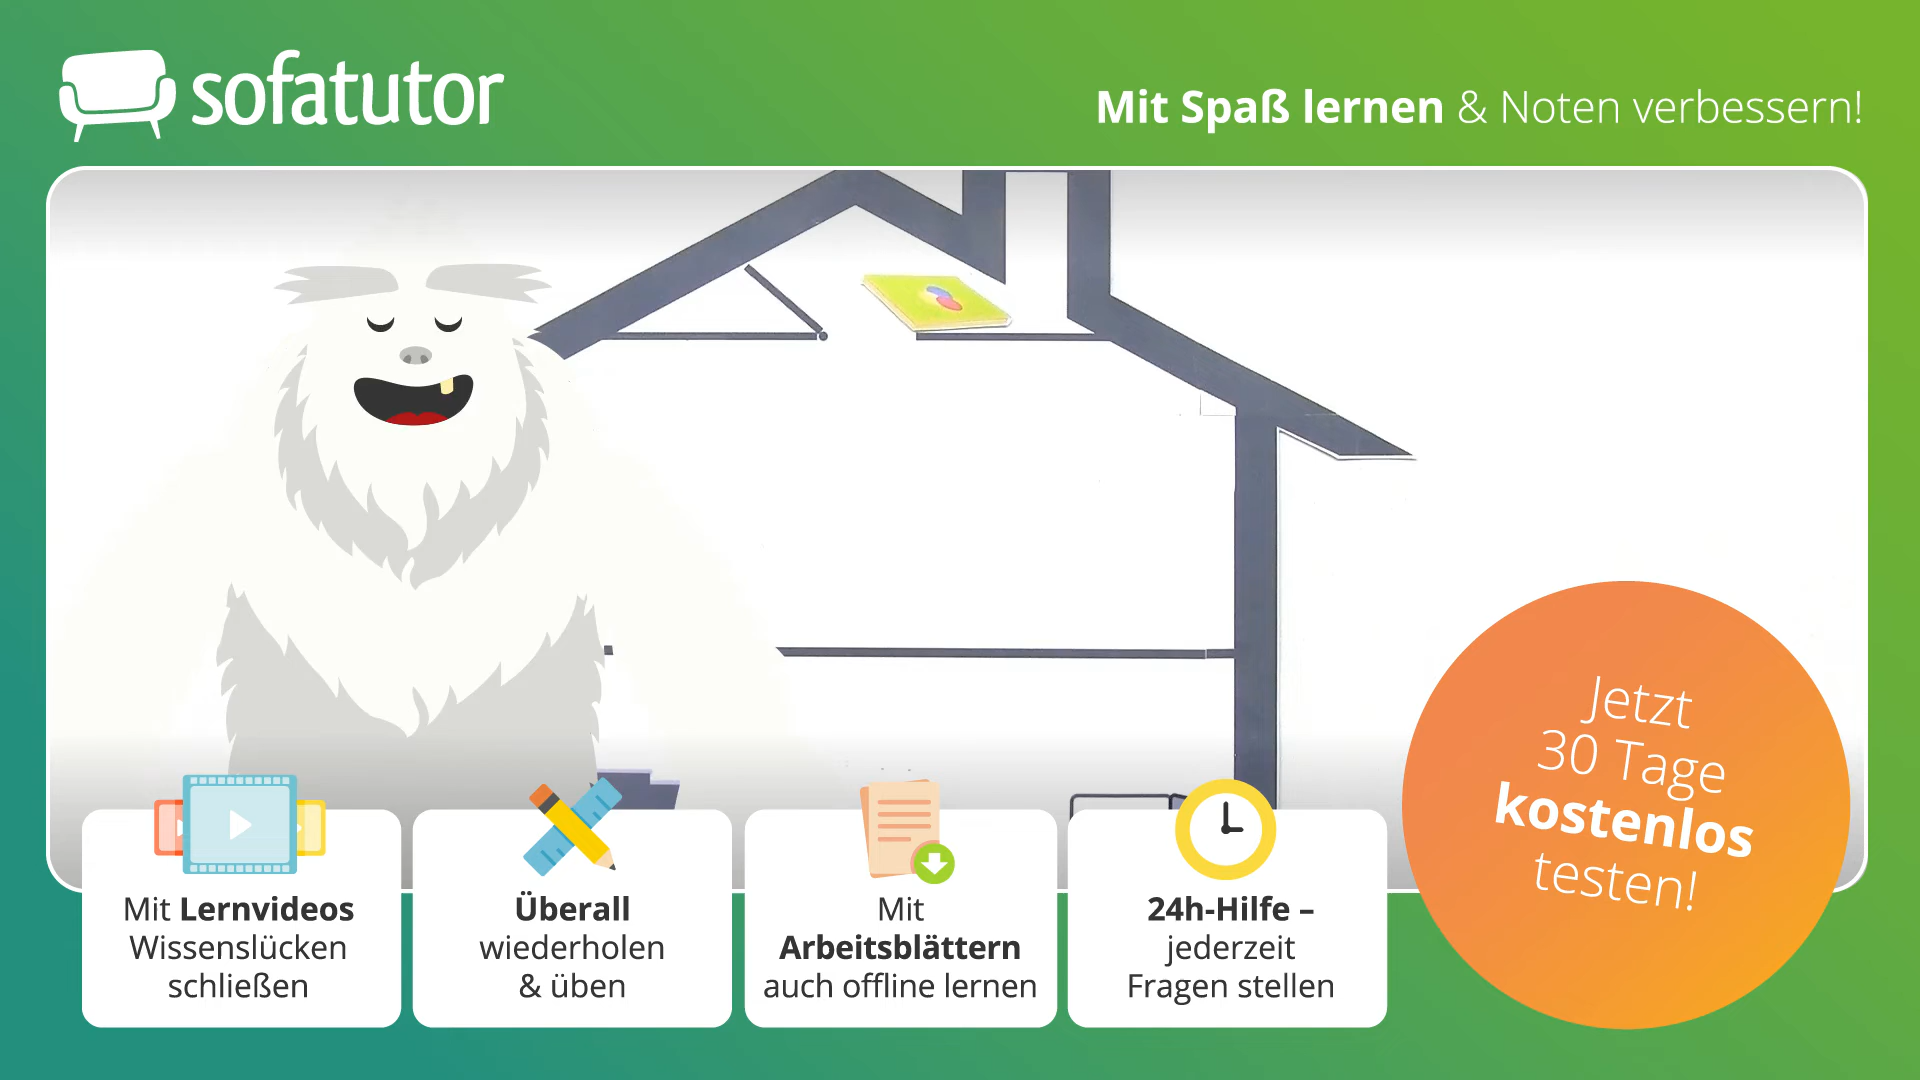 sofatutor
Mit Spaß lernen & Noten verbessern!
Jetzt
30 Tage
kostenlos
testen!
Mit Lernvideos
Wissenslücken
schließen
Überall
wiederholen
& üben
Mit
Arbeitsblättern
auch offline lernen
24h-Hilfe –
jederzeit
Fragen stellen